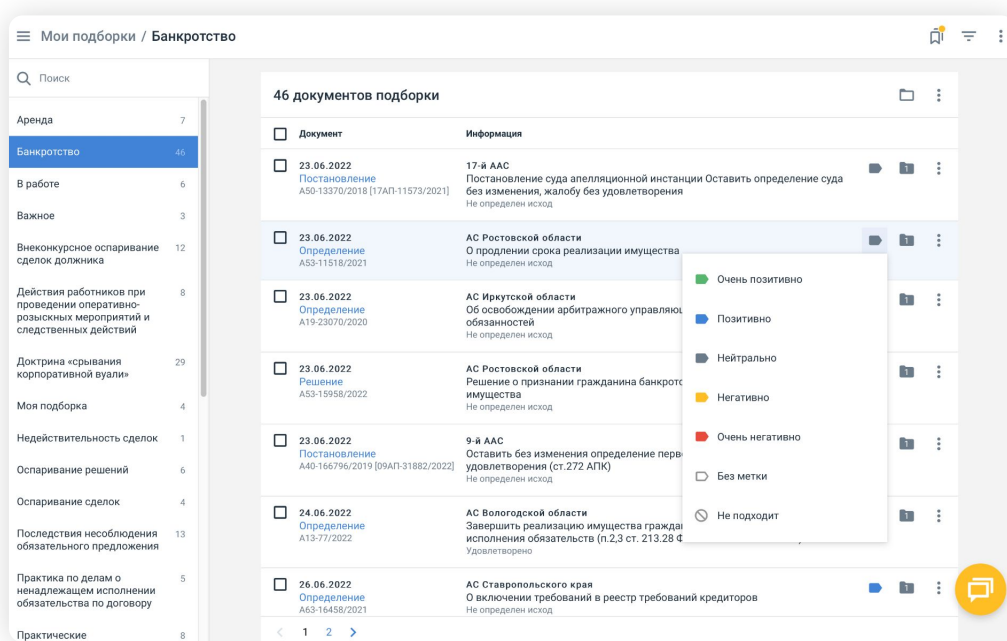 Мои подборки / Банкротство
Поиск
Аренда 7
Банкротство 46
В работе 6
Важное 3
Внеконкурсное оспаривание 12
сделок должника
Действия работников при 8
проведении оперативно-
розыскных мероприятий и
следственных действий
Доктрина «срывания 29
корпоративной вуали»
Моя подборка 4
Недействительность сделок 1
Оспаривание решений 6
Оспаривание сделок 4
Последствия несоблюдения 13
обязательного предложения
Практика по делам о 5
ненадлежащем исполнении
обязательства по договору
Практические 8
46 документов подборки
Документ Информация
23.06.2022 17-й ААС
Постановление Постановление суда апелляционной инстанции Оставить определение суда
А50-13370/2018 [17АП-11573/2021] без изменения, жалобу без удовлетворения
Не определен исход
1
23.06.2022 АС Ростовской области
Определение О продлении срока реализации имущества
А53-11518/2021 Не определен исход
1
23.06.2022 АС Иркутской области
Определение Об освобождении арбитражного управляющ
А19-23070/2020 обязанностей
Не определен исход
1
23.06.2022 АС Ростовской области
Решение Решение о признании гражданина банкрото
А53-15958/2022 имущества
Не определен исход
1
23.06.2022 9-й ААС
Постановление Оставить без изменения определение перв
А40-166796/2019 [09АП-31882/2022] удовлетворения (ст.272 АПК)
Не определен исход
1
24.06.2022 АС Вологодской области
Определение Завершить реализацию имущества граждан
А13-77/2022 исполнения обязательств (п.2,3 ст. 213.28 Ф
Удовлетворено
1
26.06.2022 АС Ставропольского края
Определение О включении требований в реестр требований кредиторов
А63-16458/2021 Не определен исход
1
Очень позитивно
Позитивно
Нейтрально
Негативно
Очень негативно
Без метки
Не подходит
< 1 2 >